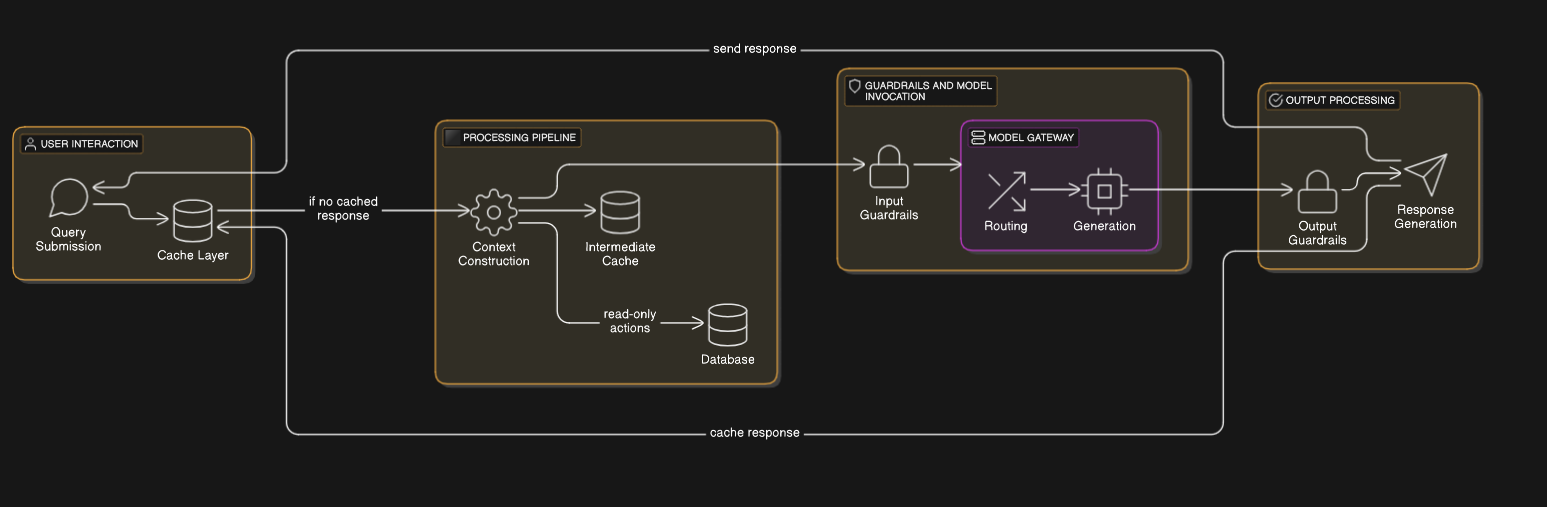 send response
USER INTERACTION
Query
Submission
Cache Layer
if no cached
response
PROCESSING PIPELINE
Context
Construction
Intermediate
Cache
read-only
actions
Database
GUARDRAILS AND MODEL
INVOCATION
Input
Guardrails
MODEL GATEWAY
Routing
Generation
OUTPUT PROCESSING
Output
Guardrails
Response
Generation
cache response